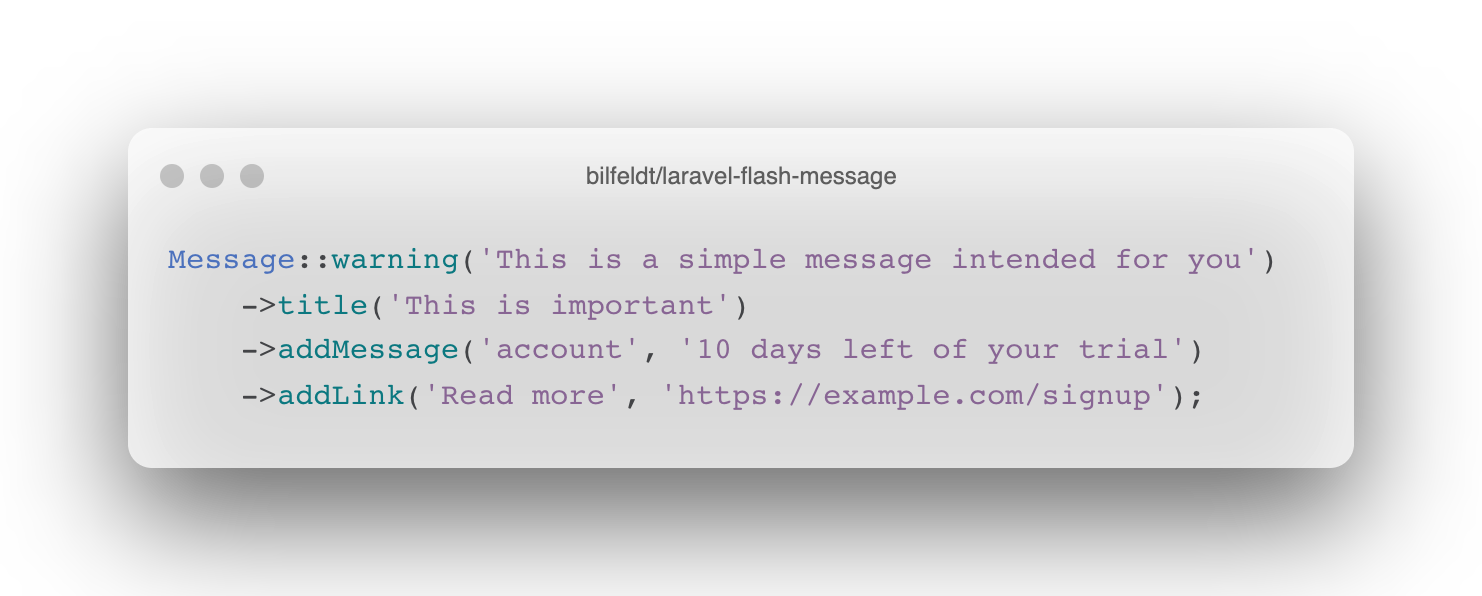 bilfeldt/laravel-flash-message
Message::warning('This is a simple message intended for you')
    ->title('This is important')
    ->addMessage('account', '10 days left of your trial')
    ->addLink('Read more', 'https://example.com/signup');